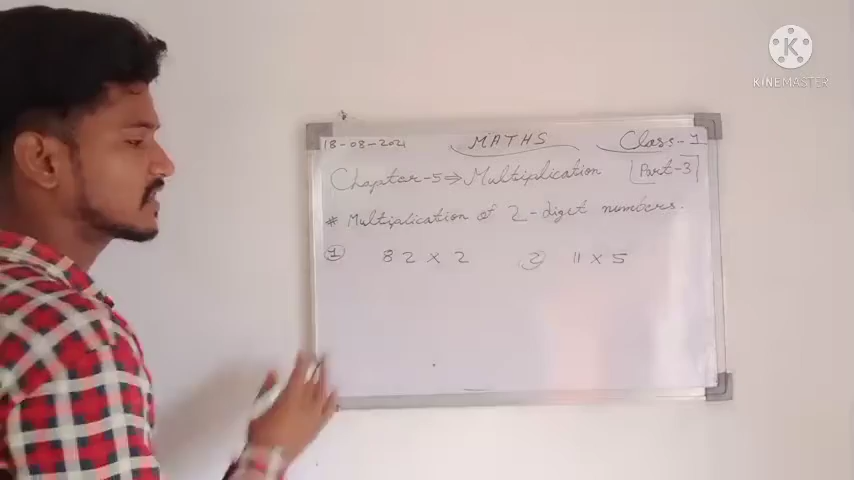 K
KINEMASTER
18-08-2021 MATHS Class-1
Chapter-5⇒Multiplication Part-3
* Multiplication of 2-diget numbers.
① 82 x 2 ② 11 x 5